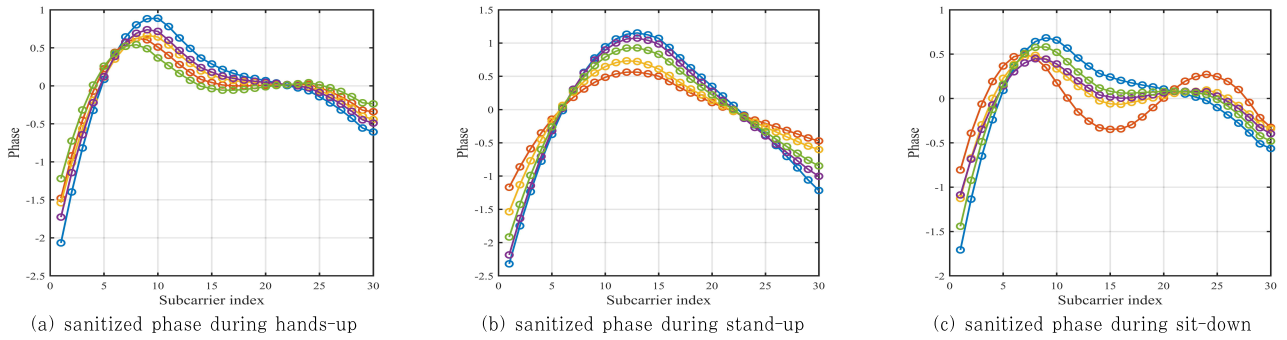 1
0.5
0
-0.5
-1
-1.5
-2
-2.5
Phase
0 5 10 15 20 25 30
Subcarrier index
(a) sanitized phase during hands-up
1.5
1
0.5
0
-0.5
-1
-1.5
-2
-2.5
Phase
0 5 10 15 20 25 30
Subcarrier index
(b) sanitized phase during stand-up
1
0.5
0
-0.5
-1
-1.5
-2
Phase
0 5 10 15 20 25 30
Subcarrier index
(c) sanitized phase during sit-down